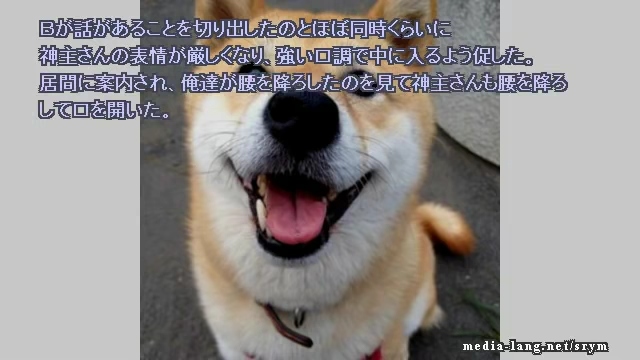 Ｂが話があることを切り出したのとほぼ同時くらいに
神主さんの表情が厳しくなり、強い口調で中に入るよう促した。
居間に案内され、俺達が腰を降ろしたのを見て神主さんも腰を降ろ
して口を開いた。
media-lang.net/srym